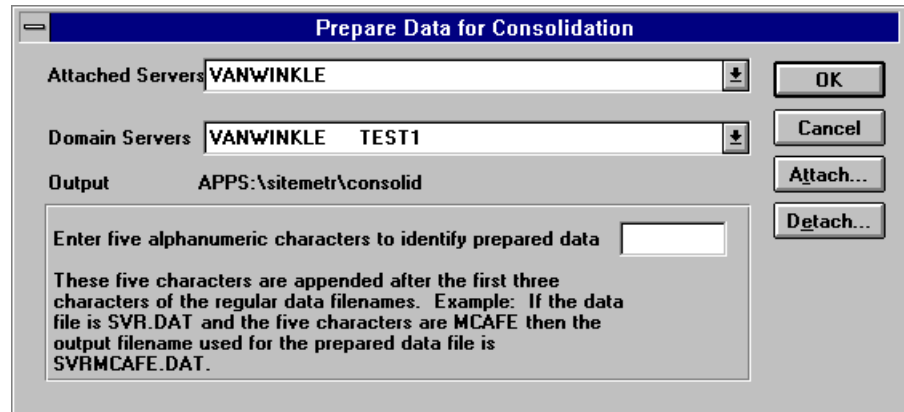 Prepare Data for Consolidation
Attached Servers VANWINKLE
OK
Domain Servers VANWINKLE TEST1
Cancel
Output APPS:\sitemetr\consolid
Attach...
Detach...
Enter five alphanumeric characters to identify prepared data
These five characters are appended after the first three
characters of the regular data filenames. Example: If the data
file is SVR.DAT and the five characters are MCAFE then the
output filename used for the prepared data file is
SVRMCAFE.DAT.